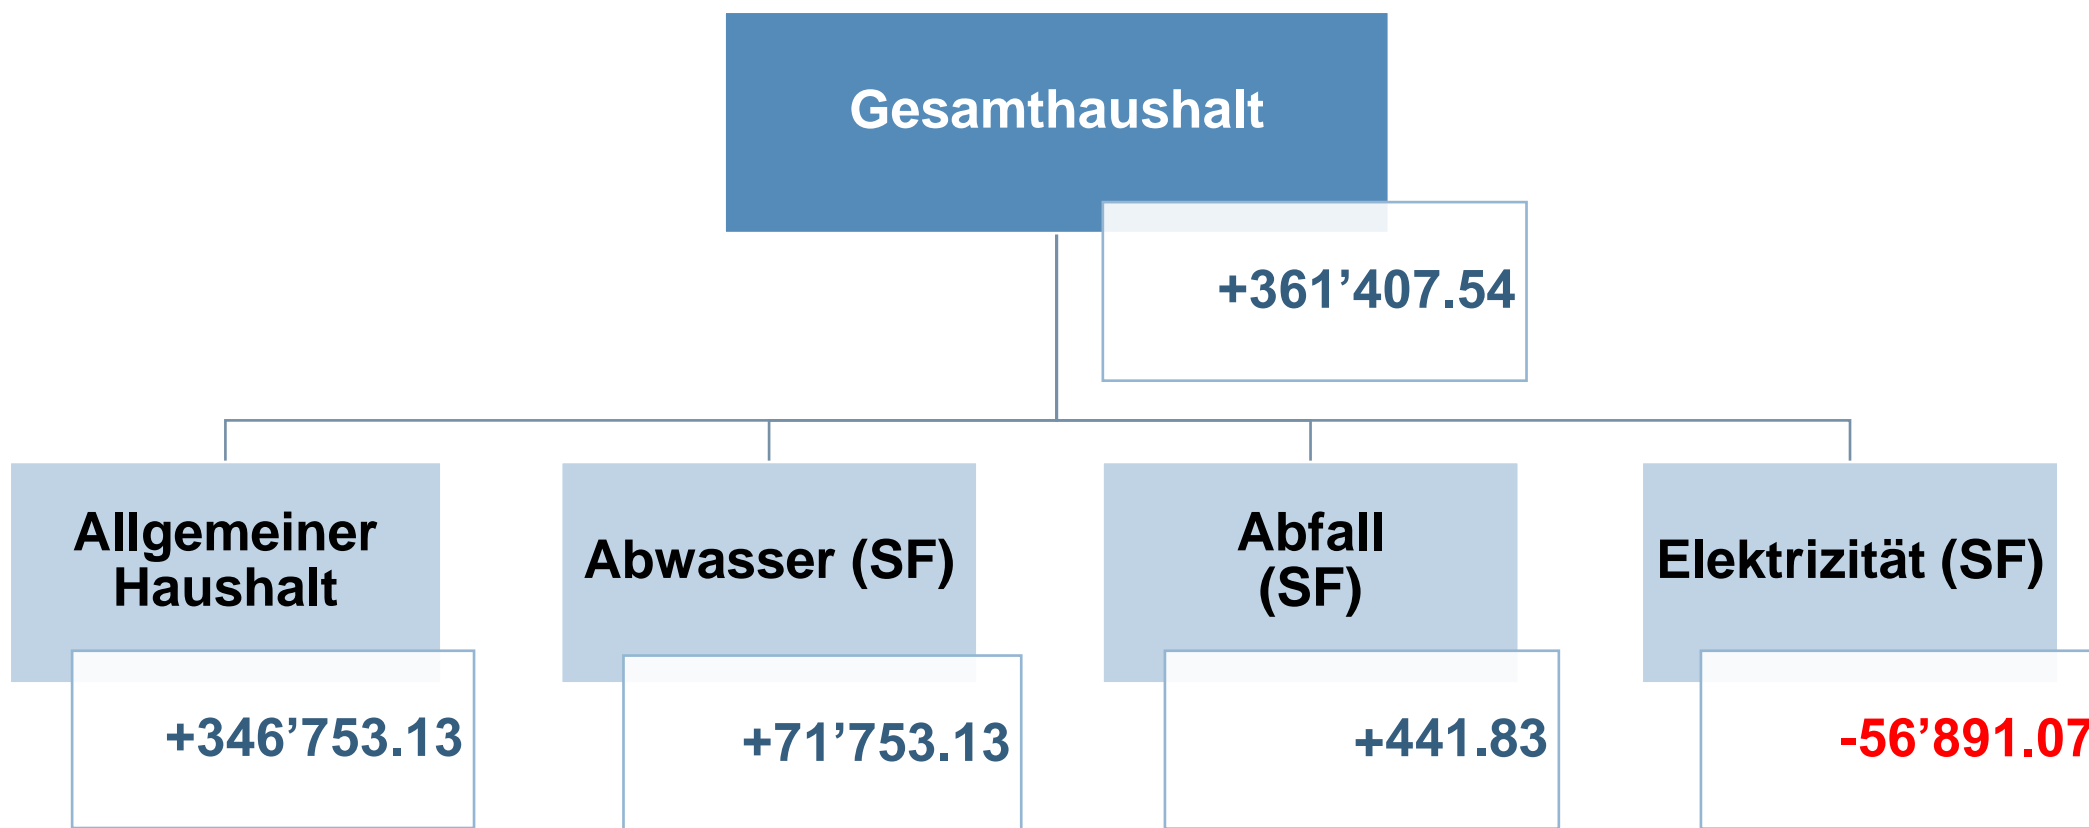 Gesamthaushalt
+361’407.54
Allgemeiner
Haushalt
+346’753.13
Abwasser (SF)
+71’753.13
Abfall
(SF)
+441.83
Elektrizität (SF)
-56’891.07